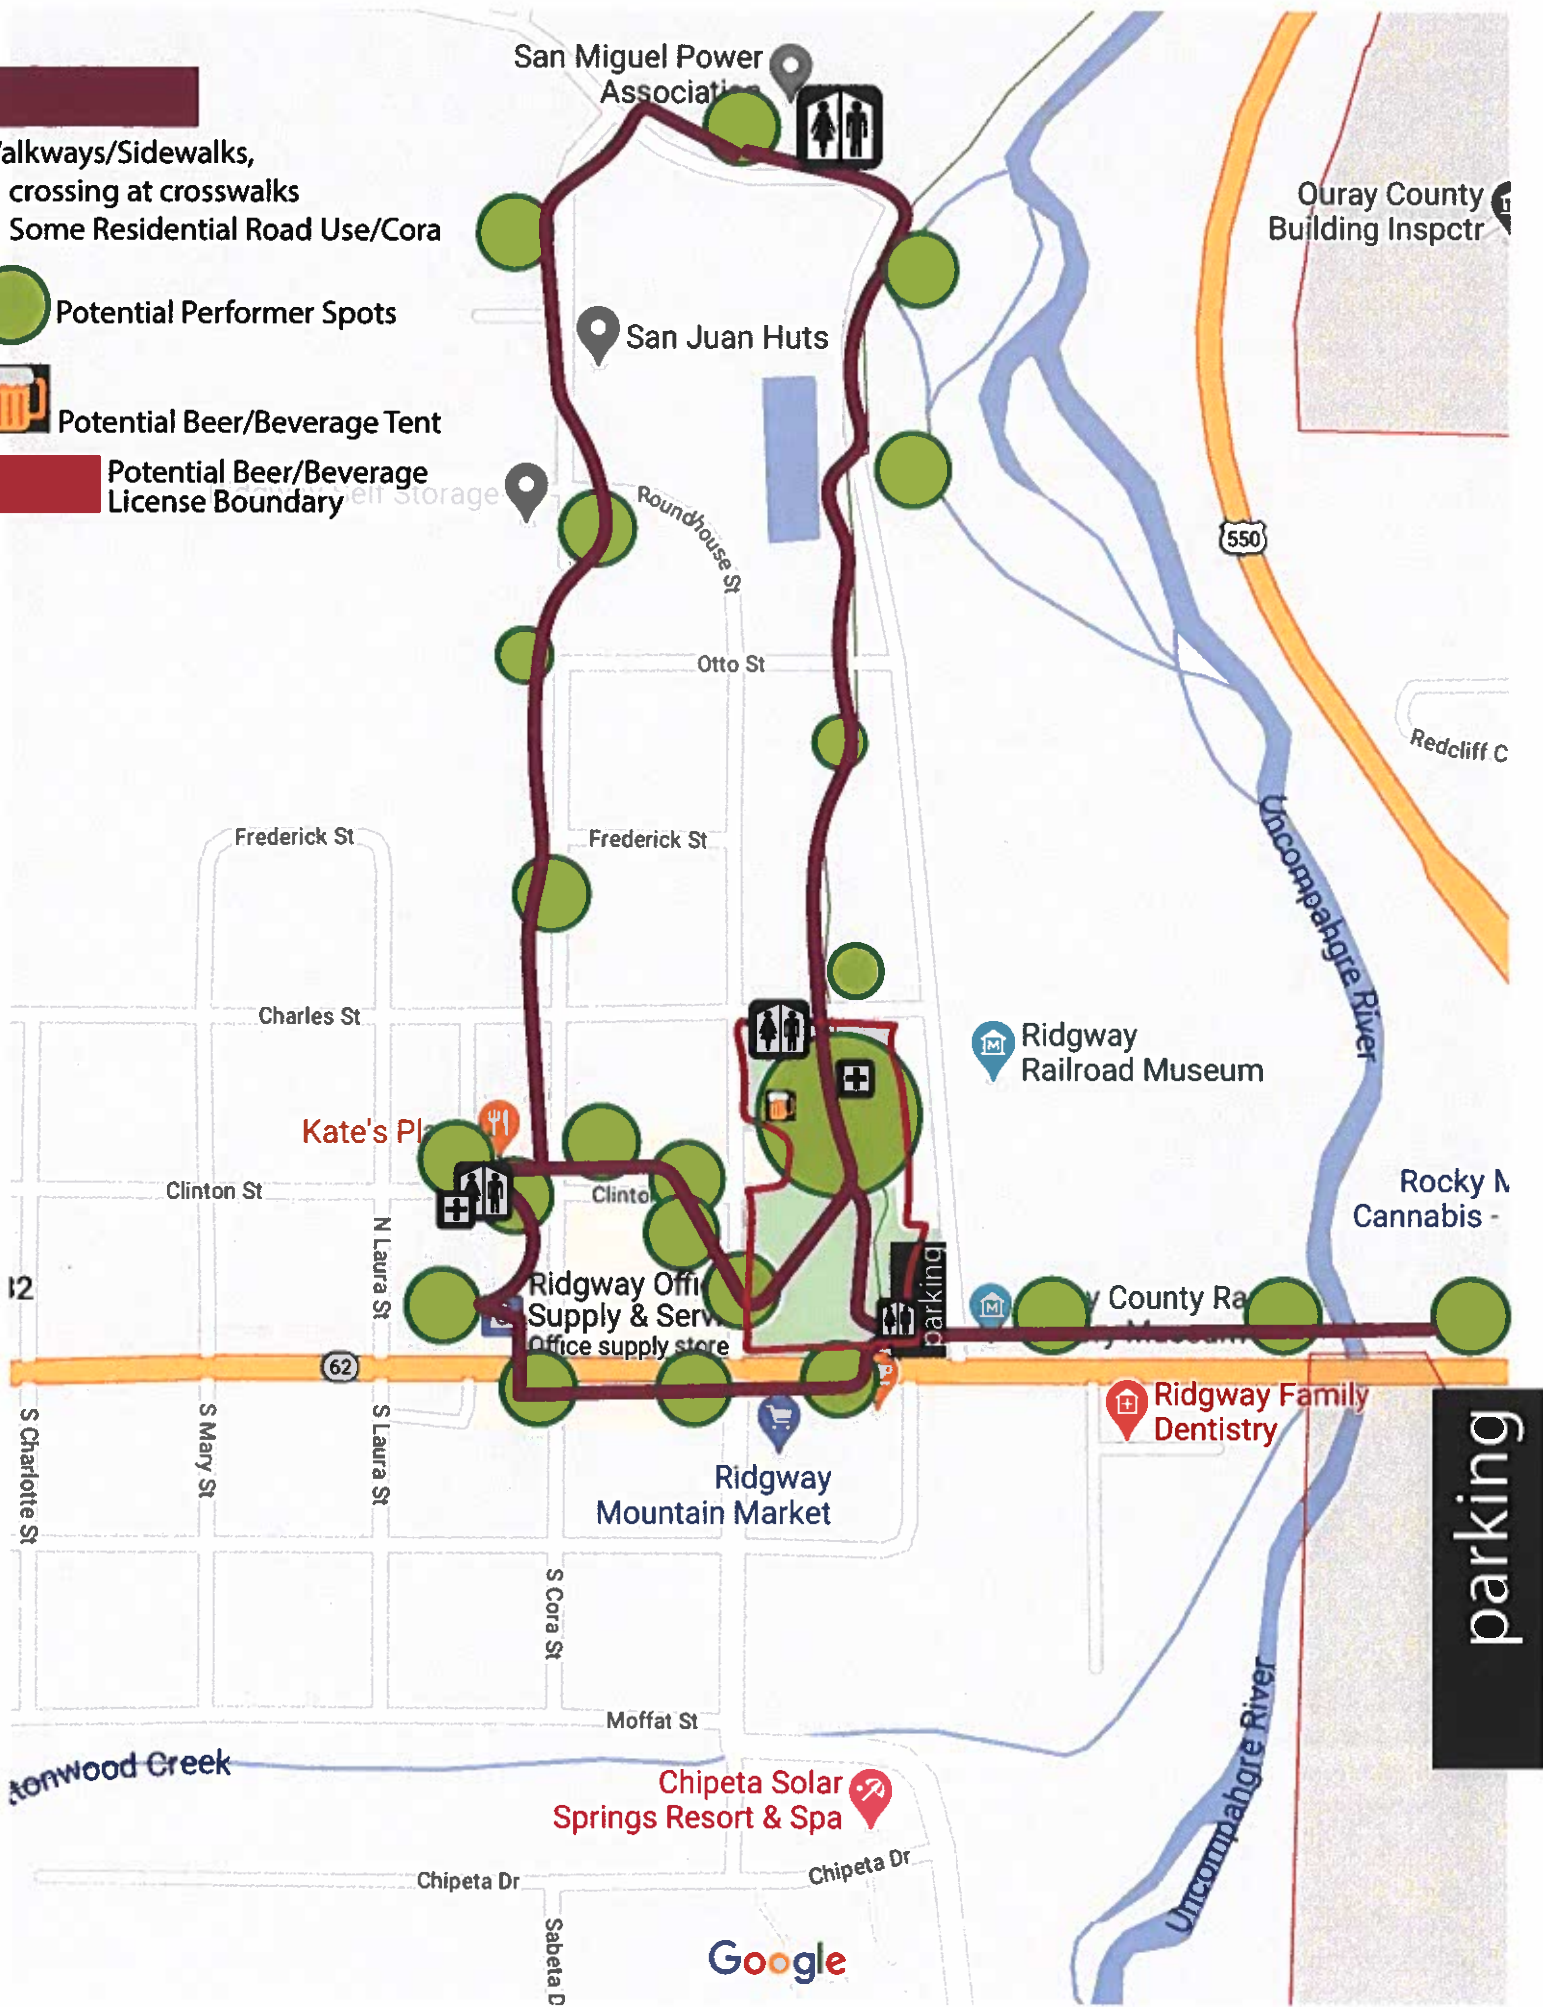 San Miguel Power
Association
alkways/Sidewalks,
crossing at crosswalks
Some Residential Road Use/Cora
Potential Performer Spots
Potential Beer/Beverage Tent
Potential Beer/Beverage
License Boundary
Self Storage
Ouray County
Building Inspctr
San Juan Huts
Roundhouse St
550
Otto St
Redcliff C
Frederick St
Frederick St
Uncompahgre River
Charles St
Ridgway
Railroad Museum
Kate's Pl
Clinton St
Clinto
Rocky M
Cannabis -
N Laura St
Ridgway Offi
Supply & Serv
Office supply store
parking
y County Ra
62
Ridgway Family
Dentistry
S Charlotte St
S Mary St
S Laura St
Ridgway
Mountain Market
parking
S Cora St
Moffat St
tonwood Creek
Uncompahgre River
Chipeta Solar
Springs Resort & Spa
Chipeta Dr
Chipeta Dr
Sabeta D
Google